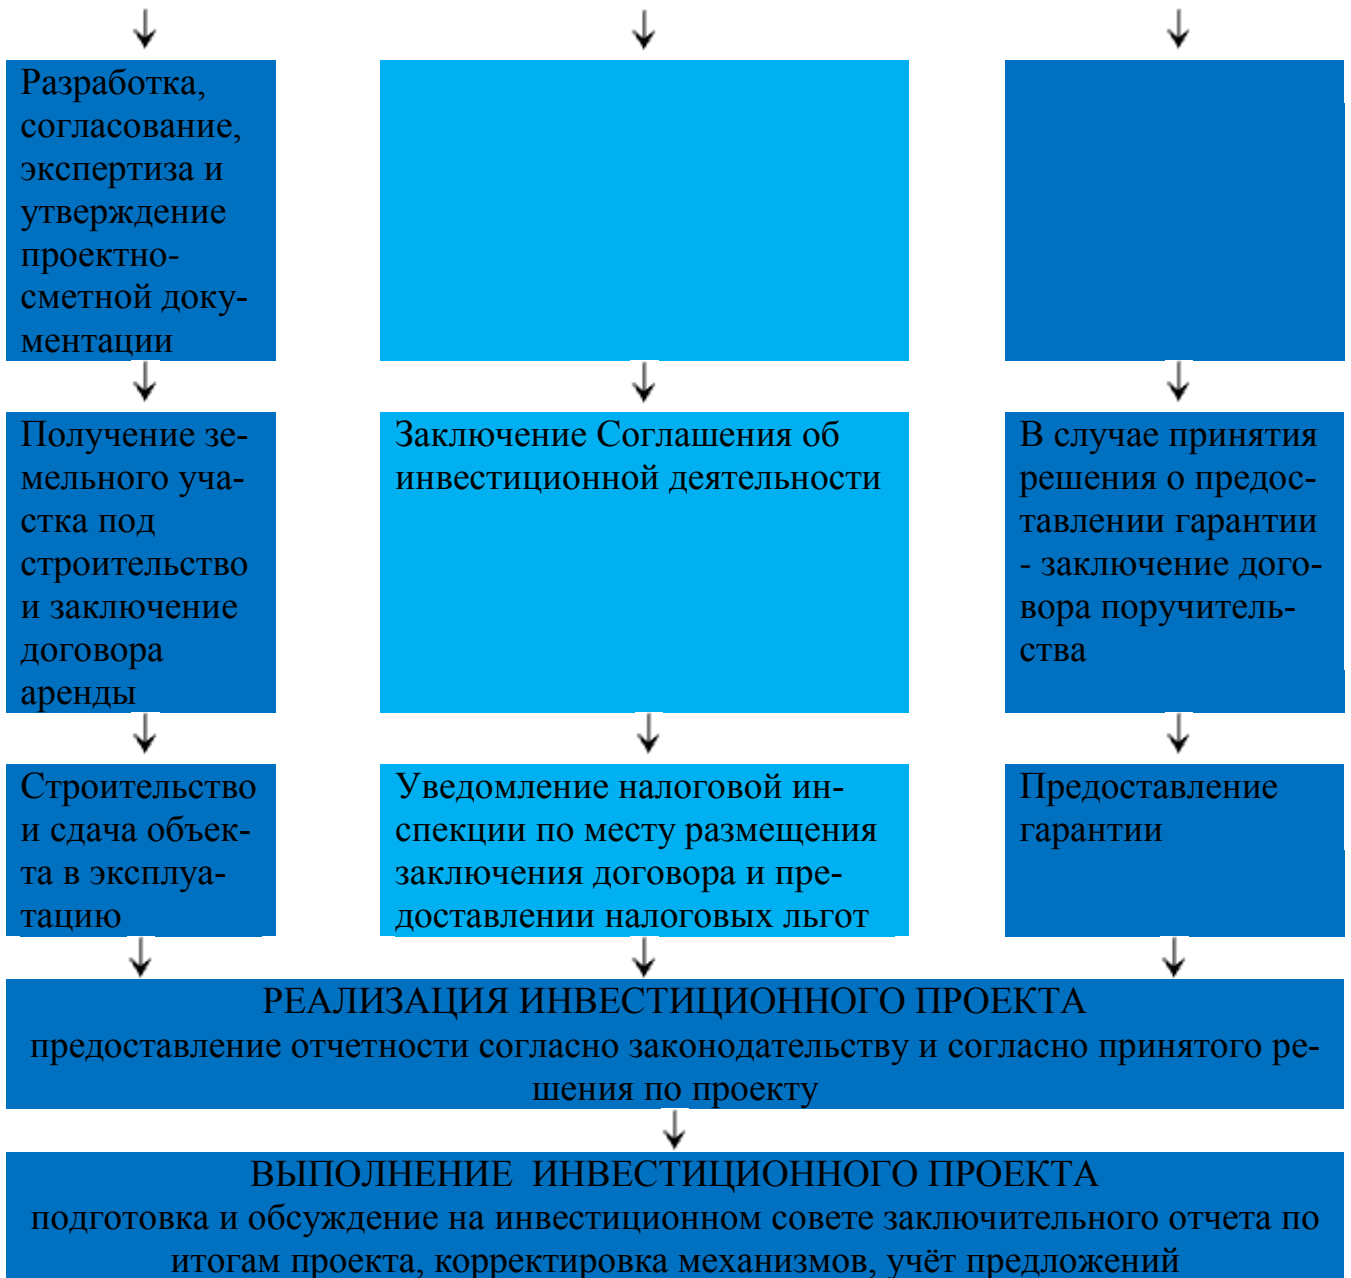 Разработка,
согласование,
экспертиза и
утверждение
проектно-
сметной доку-
ментации
Получение зе-
мельного уча-
стка под
строительство
и заключение
договора
аренды
Заключение Соглашения об
инвестиционной деятельности
В случае принятия
решения о предос-
тавлении гарантии
- заключение дого-
вора поручитель-
ства
Строительство
и сдача объек-
та в эксплуа-
тацию
Уведомление налоговой ин-
спекции по месту размещения
заключения договора и пре-
доставлении налоговых льгот
Предоставление
гарантии
РЕАЛИЗАЦИЯ ИНВЕСТИЦИОННОГО ПРОЕКТА
предоставление отчетности согласно законодательству и согласно принятого ре-
шения по проекту
ВЫПОЛНЕНИЕ  ИНВЕСТИЦИОННОГО ПРОЕКТА
подготовка и обсуждение на инвестиционном совете заключительного отчета по
итогам проекта, корректировка механизмов, учёт предложений